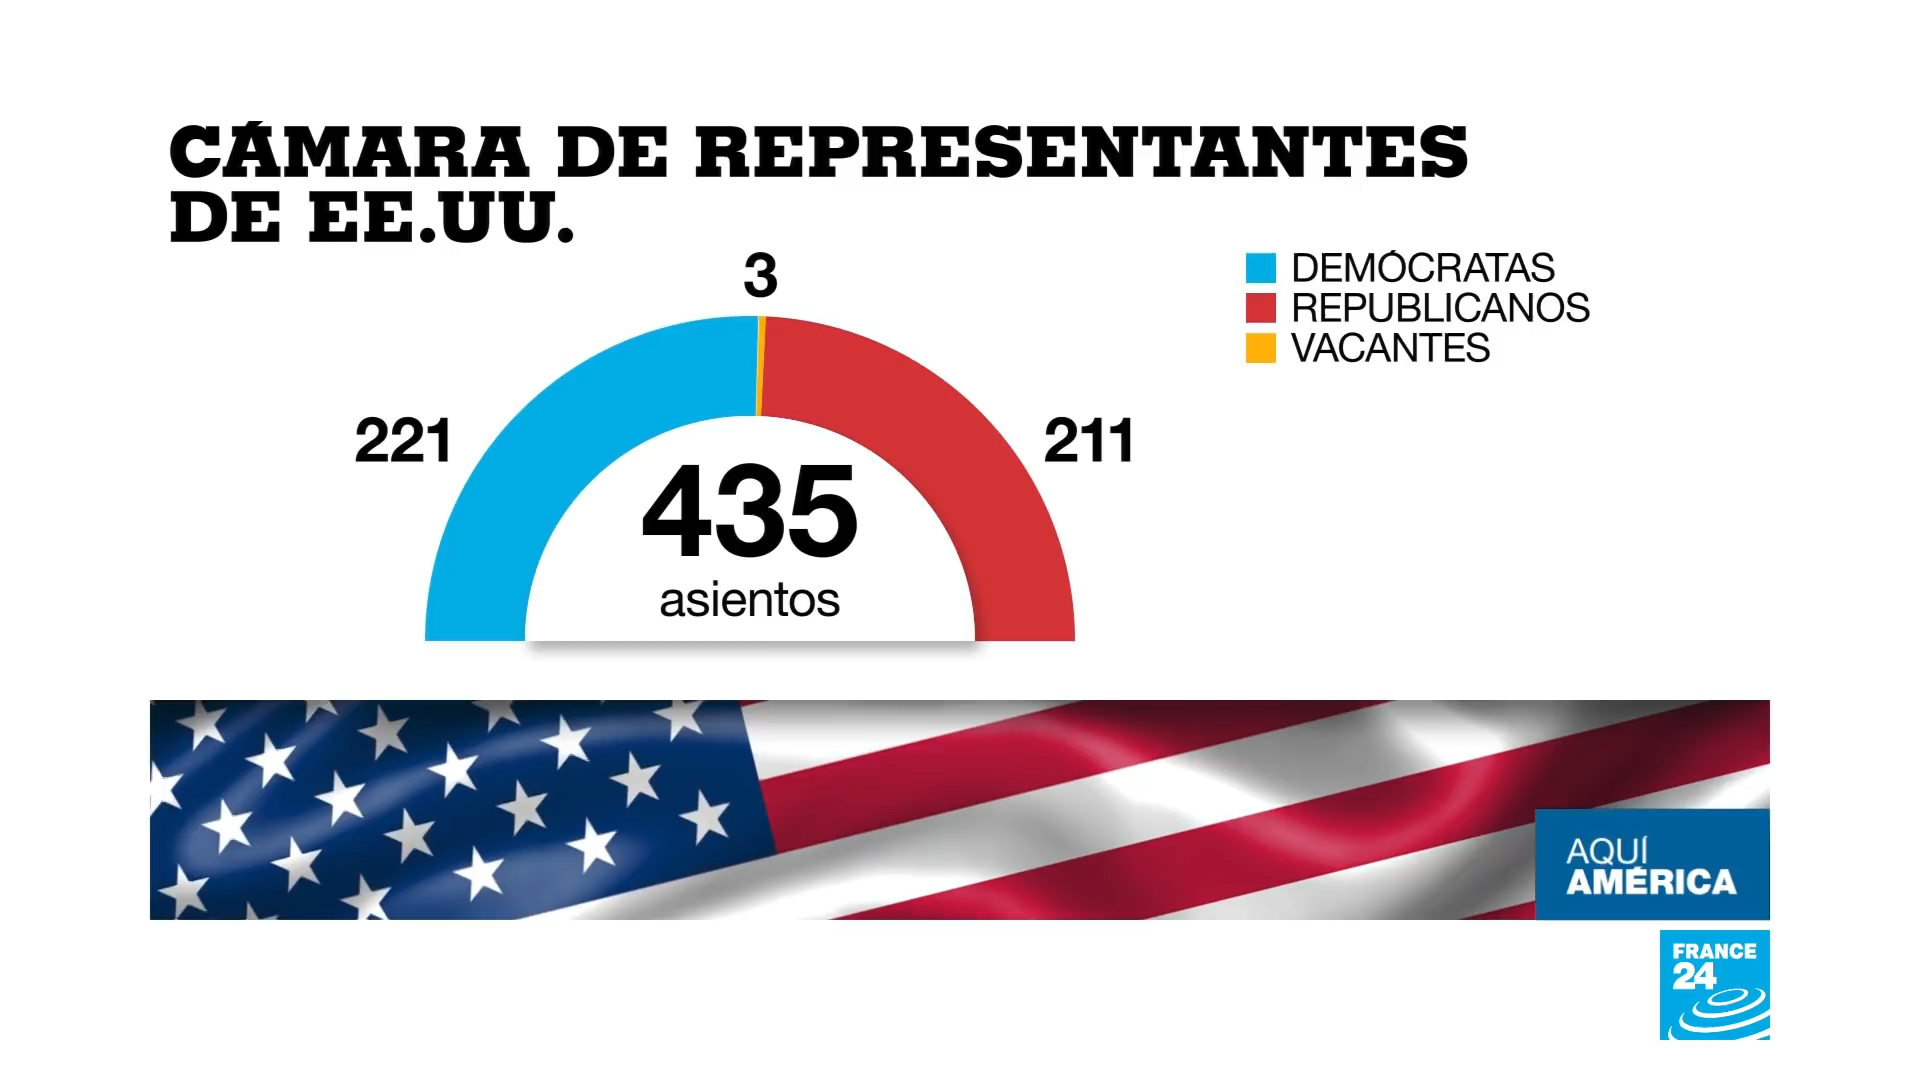 CÁMARA DE REPRESENTANTES
DE EE.UU.
3
221
211
435
asientos
DEMÓCRATAS
REPUBLICANOS
VACANTES
AQUÍ
AMÉRICA
FRANCE
24